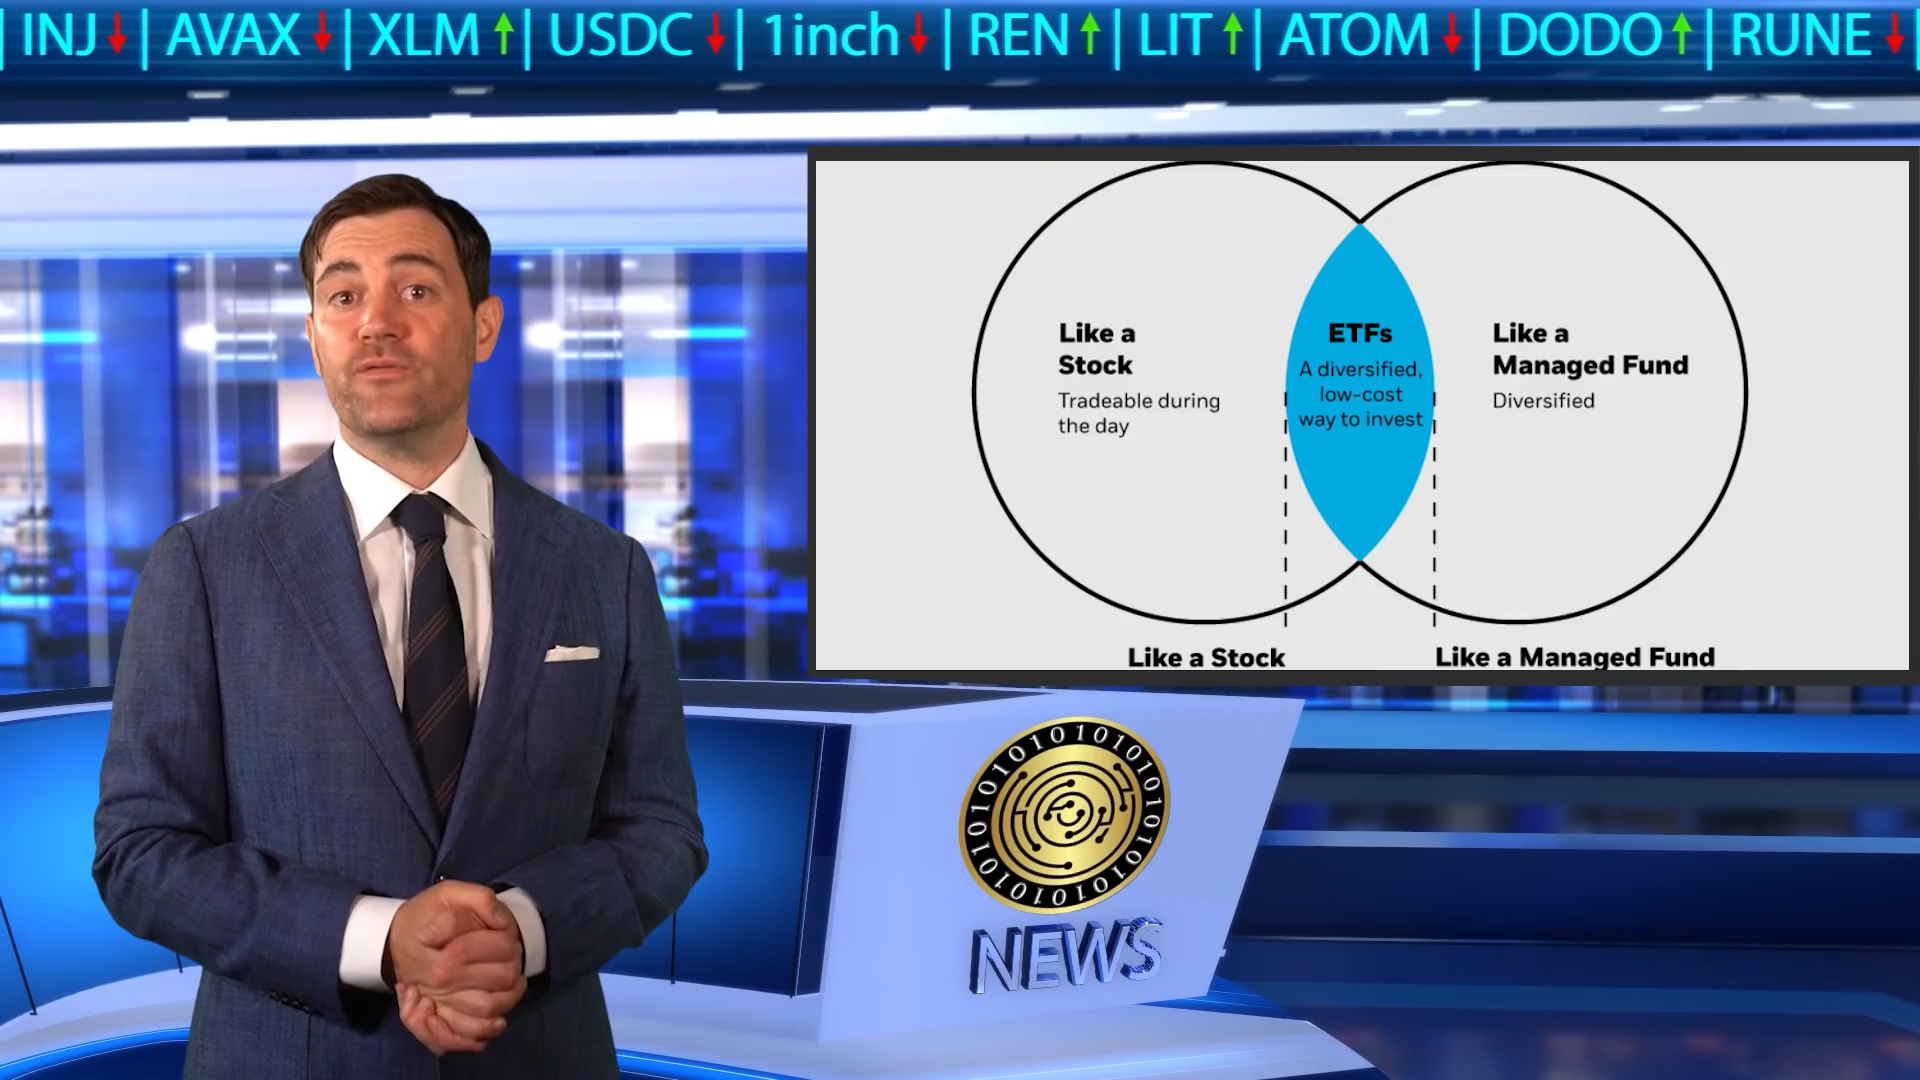 INJ | AVAX | XLM | USDC | 1inch | REN | LIT | ATOM | DODO | RUNE
Like a
Stock
Tradeable during
the day
ETFs
A diversified,
low-cost
way to invest
Like a
Managed Fund
Diversified
Like a Stock
Like a Managed Fund
1010101010101010101010101010
NEWS